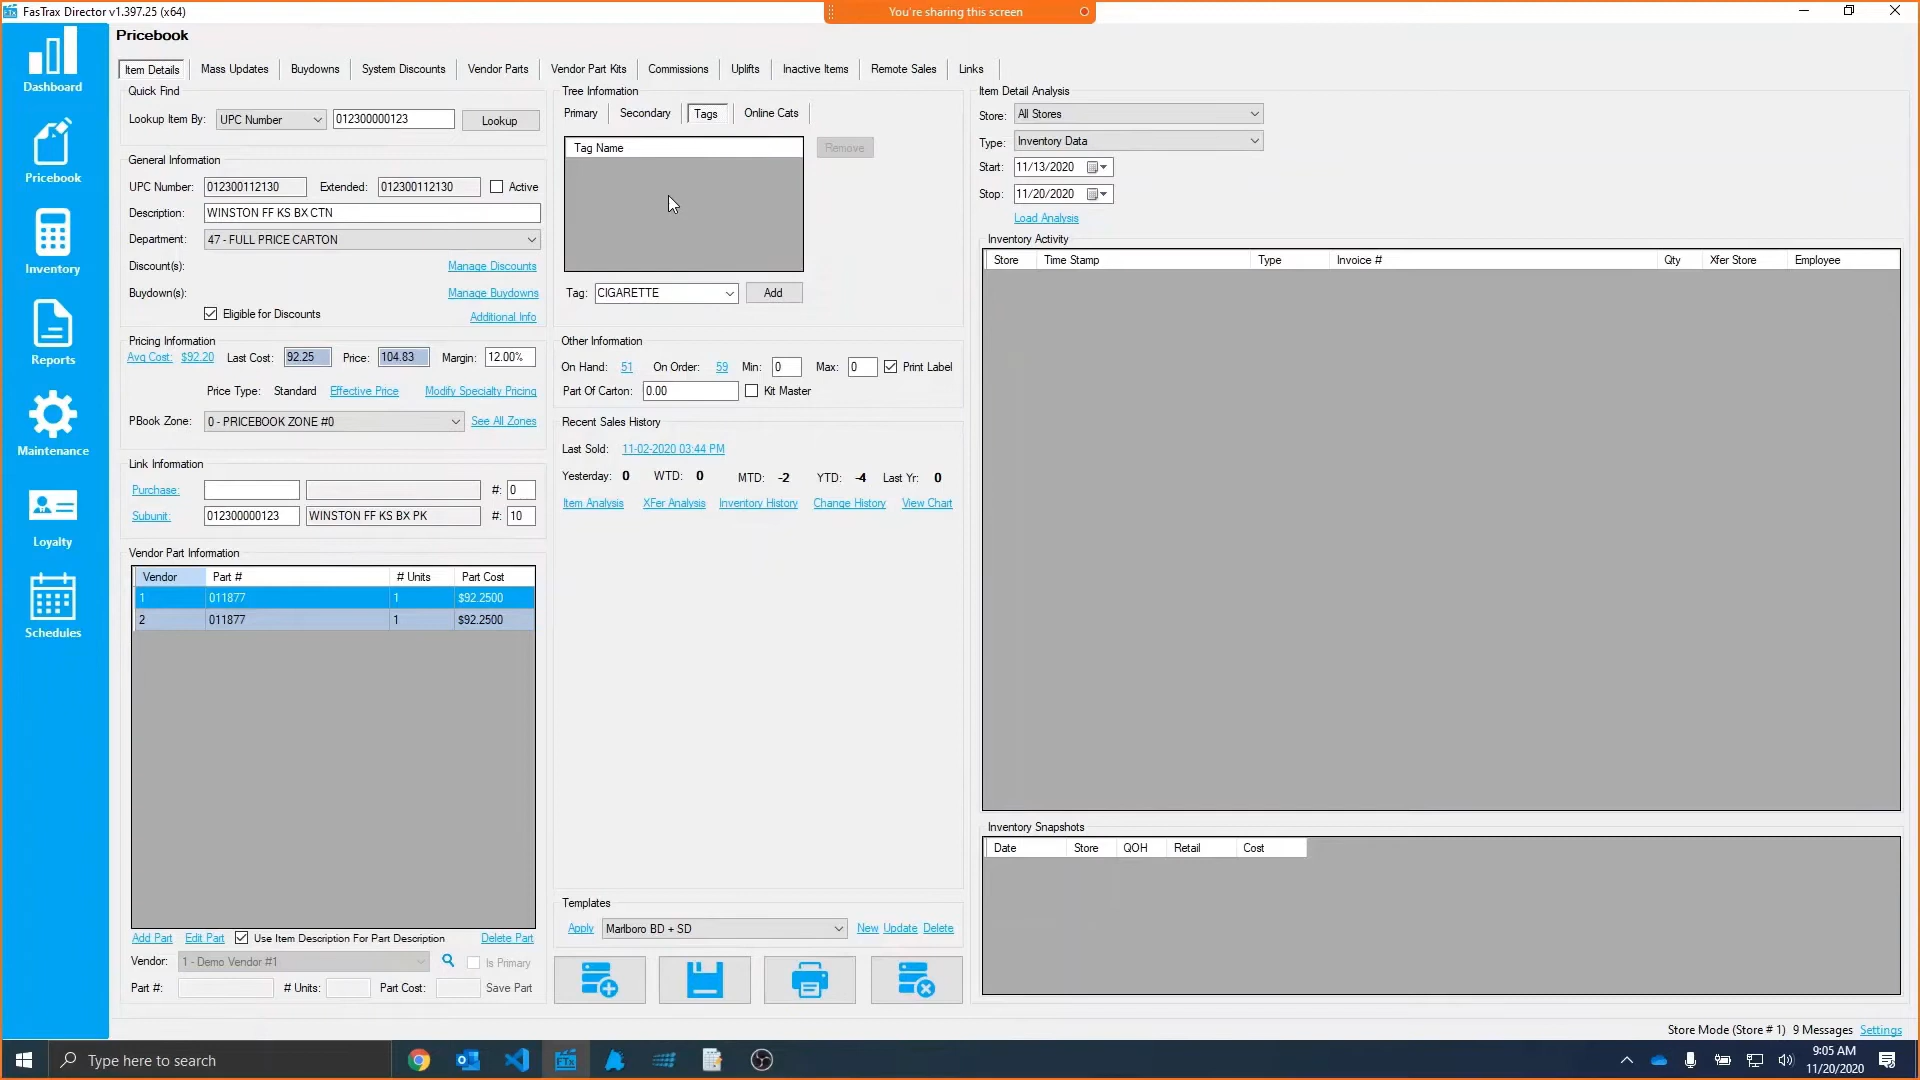 FasTrax Director v1.397.25 (x64)
You're sharing this screen
Dashboard
Pricebook
Inventory
Reports
Maintenance
Loyalty
Schedules
Pricebook
Item Details Mass Updates Buydowns System Discounts Vendor Parts Vendor Part Kits Commissions Uplifts Inactive Items Remote Sales Links
Quick Find
Lookup Item By: UPC Number 012300000123 Lookup
General Information
UPC Number: 012300112130 Extended: 012300112130 Active
Description: WINSTON FF KS BX CTN
Department: 47 - FULL PRICE CARTON
Discount(s): Manage Discounts
Buydown(s): Manage Buydowns
Eligible for Discounts Additional Info
Pricing Information
Avg Cost: $92.20 Last Cost: 92.25 Price: 104.83 Margin: 12.00%
Price Type: Standard Effective Price Modify Specialty Pricing
PBook Zone: 0 - PRICEBOOK ZONE #0 See All Zones
Link Information
Purchase: #: 0
Subunit: 012300000123 WINSTON FF KS BX PK #: 10
Vendor Part Information
Vendor Part # # Units Part Cost
1 011877 1 $92.2500
2 011877 1 $92.2500
Add Part Edit Part Use Item Description For Part Description Delete Part
Vendor: 1 - Demo Vendor #1 Is Primary
Part #: # Units: Part Cost: Save Part
Tree Information
Primary Secondary Tags Online Cats
Tag Name Remove
Tag: CIGARETTE Add
Other Information
On Hand: 51 On Order: 59 Min: 0 Max: 0 Print Label
Part Of Carton: 0.00 Kit Master
Recent Sales History
Last Sold: 11-02-2020 03:44 PM
Yesterday: 0 WTD: 0 MTD: -2 YTD: -4 Last Yr: 0
Item Analysis XFer Analysis Inventory History Change History View Chart
Templates
Apply Marlboro BD + SD New Update Delete
Item Detail Analysis
Store: All Stores
Type: Inventory Data
Start: 11/13/2020
Stop: 11/20/2020
Load Analysis
Inventory Activity
Store Time Stamp Type Invoice # Qty Xfer Store Employee
Inventory Snapshots
Date Store QOH Retail Cost
Store Mode (Store # 1) 9 Messages Settings
Type here to search
FTx
9:05 AM
11/20/2020